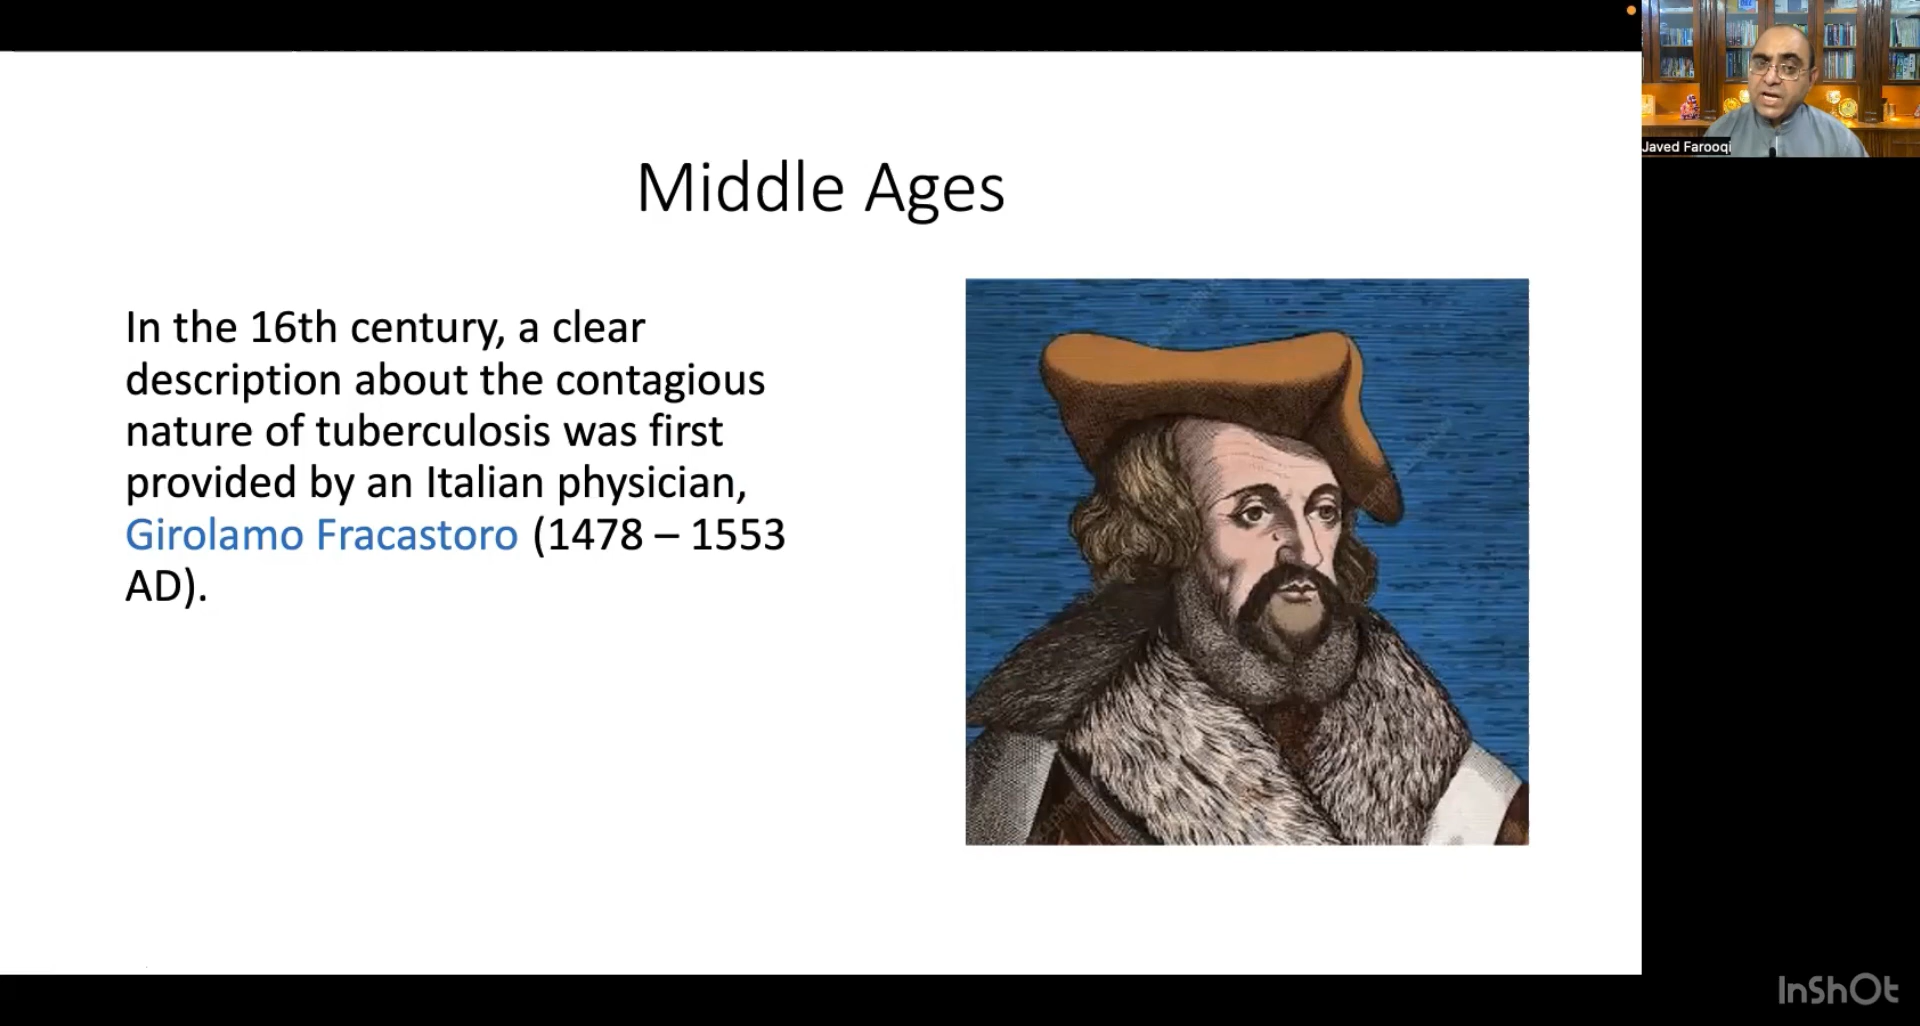 Middle Ages
In the 16th century, a clear
description about the contagious
nature of tuberculosis was first
provided by an Italian physician,
Girolamo Fracastoro (1478 – 1553
AD).
Javed Farooqi
InShOt